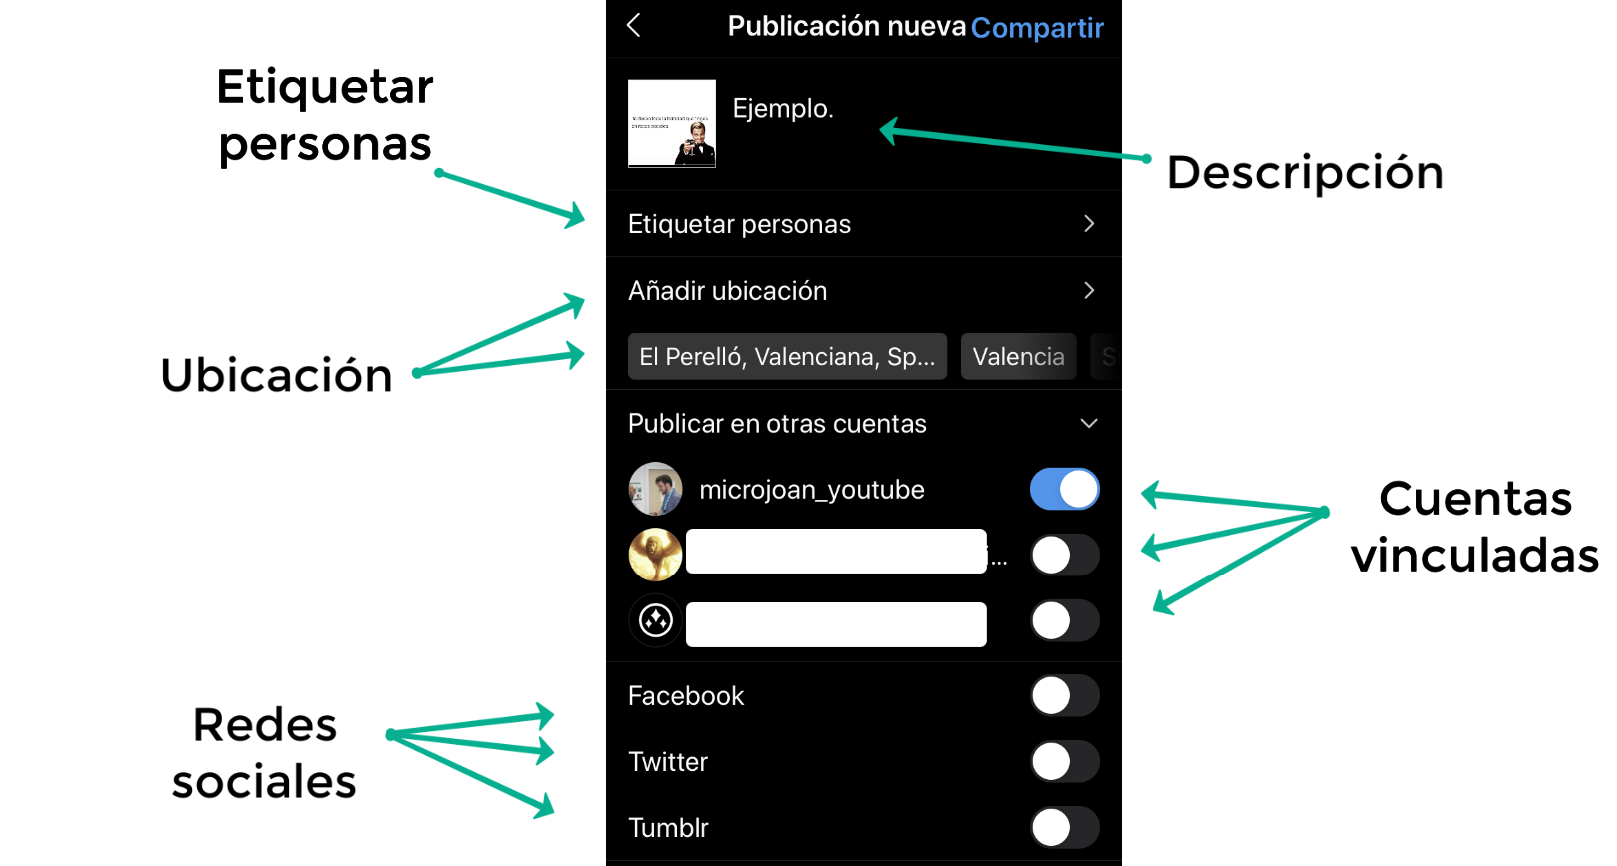 Publicación nueva Compartir
Etiquetar
personas
Ejemplo.
Descripción
Etiquetar personas
Añadir ubicación
Ubicación
El Perelló, Valenciana, Sp...
Valencia
S
Publicar en otras cuentas
microjoan_youtube
Cuentas
vinculadas
...
Redes
sociales
Facebook
Twitter
Tumblr